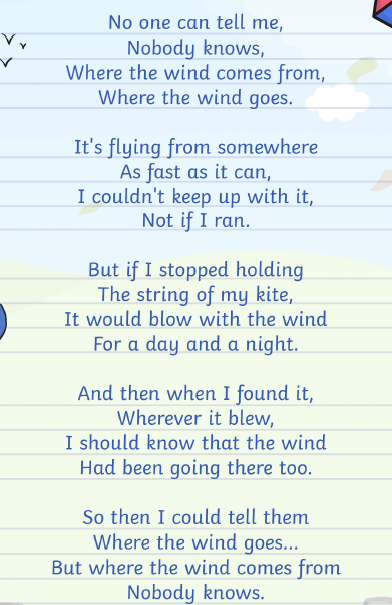 No one can tell me,
Nobody knows,
Where the wind comes from,
Where the wind goes.
It's flying from somewhere
As fast as it can,
I couldn't keep up with it,
Not if I ran.
But if I stopped holding
The string of my kite,
It would blow with the wind
For a day and a night.
And then when I found it,
Wherever it blew,
I should know that the wind
Had been going there too.
So then I could tell them
Where the wind goes...
But where the wind comes from
Nobody knows.